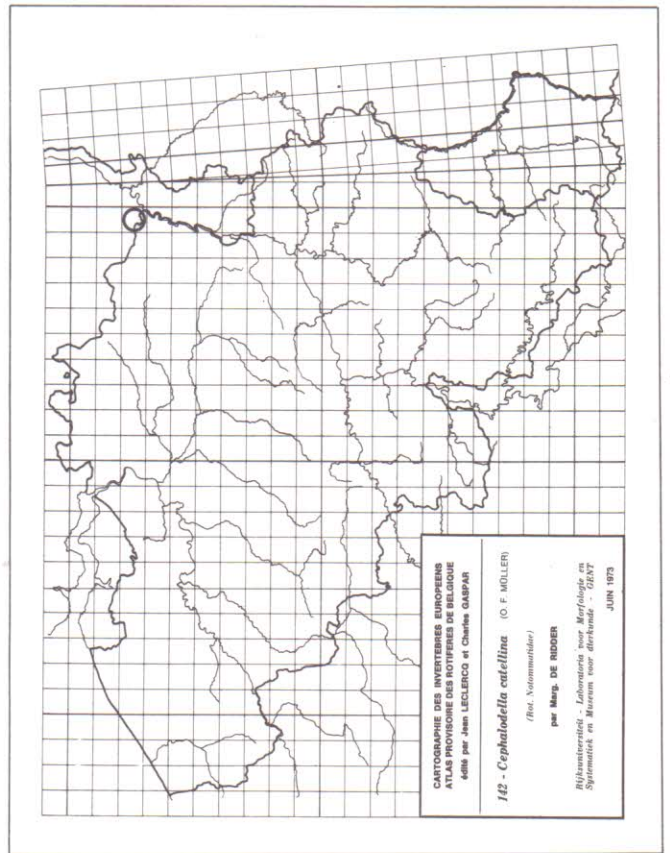 CARTOGRAPHIE DES INVERTEBRES EUROPEENS
ATLAS PROVISOIRE DES ROTIFERES DE BELGIQUE
édité par Jean LECLERCQ et Charles GASPAR
142 - Cephalodella catellina (O. F. MÜLLER)
(Rot. Notommatidae)
par Marg. DE RIDDER
Rijksuniversiteit - Laboratoria voor Morfologie en
Systematiek en Museum voor dierkunde - GENT
JUIN 1973